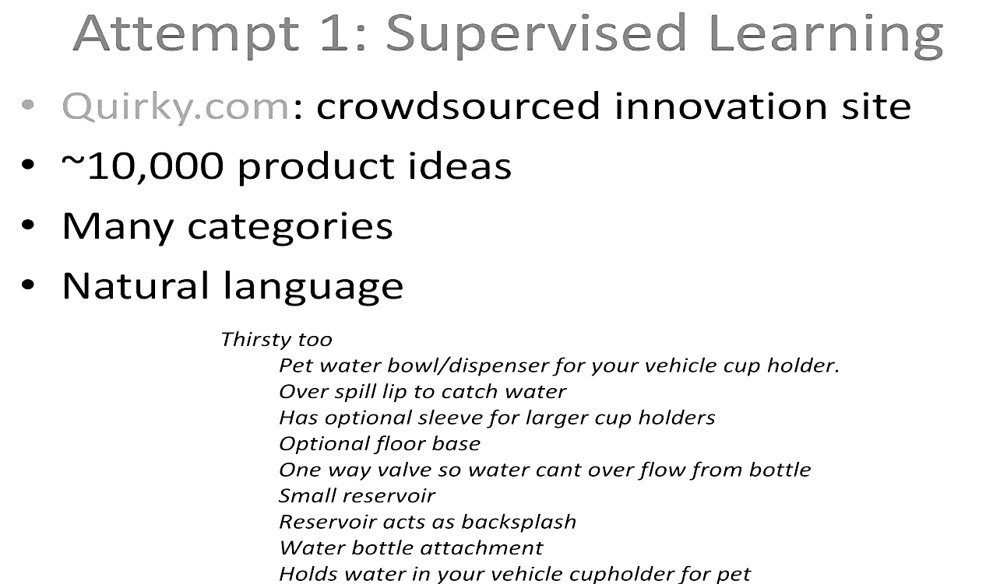 Attempt 1: Supervised Learning
• Quirky.com: crowdsourced innovation site
• ~10,000 product ideas
• Many categories
• Natural language
Thirsty too
Pet water bowl/dispenser for your vehicle cup holder.
Over spill lip to catch water
Has optional sleeve for larger cup holders
Optional floor base
One way valve so water cant over flow from bottle
Small reservoir
Reservoir acts as backsplash
Water bottle attachment
Holds water in your vehicle cupholder for pet